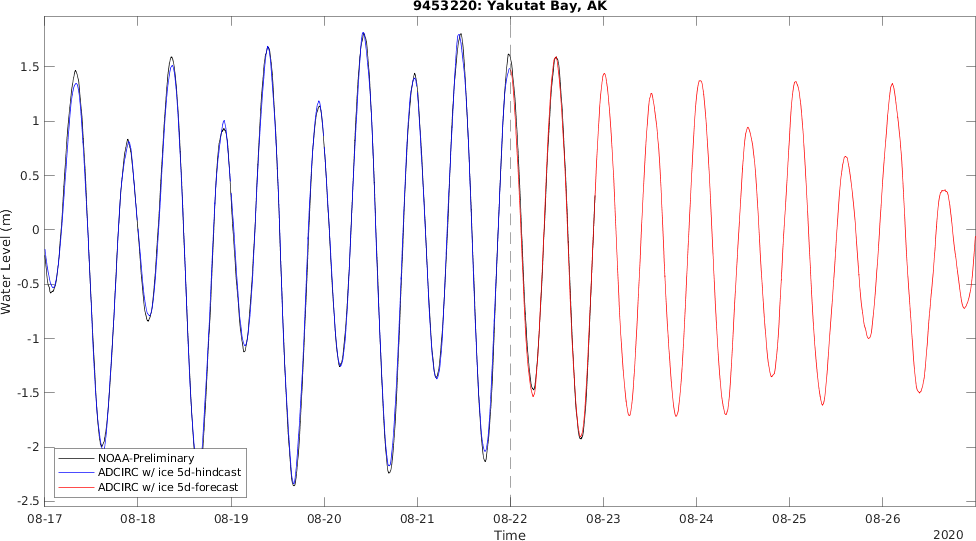 9453220: Yakutat Bay, AK
Water Level (m)
1.5
1
0.5
0
-0.5
-1
-1.5
-2
-2.5
NOAA-Preliminary
ADCIRC w/ ice 5d-hindcast
ADCIRC w/ ice 5d-forecast
08-17 08-18 08-19 08-20 08-21 08-22 08-23 08-24 08-25 08-26
Time
2020